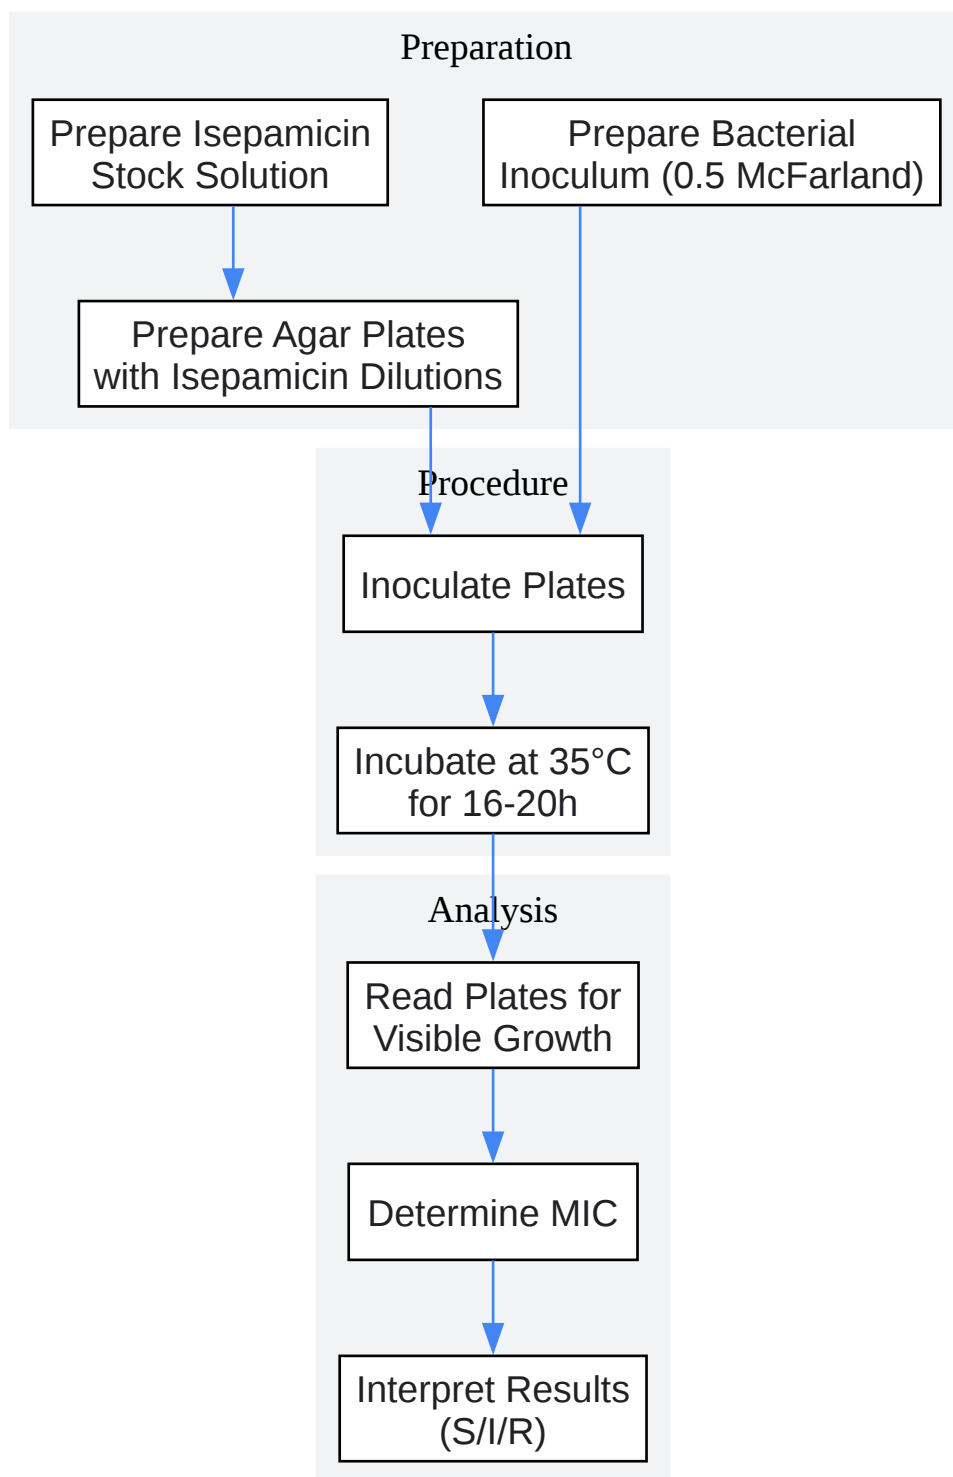 Preparation
Prepare Isepamicin
Stock Solution
Prepare Bacterial
Inoculum (0.5 McFarland)
Prepare Agar Plates
with Isepamicin Dilutions
Procedure
Inoculate Plates
Incubate at 35°C
for 16-20h
Analysis
Read Plates for
Visible Growth
Determine MIC
Interpret Results
(S/I/R)